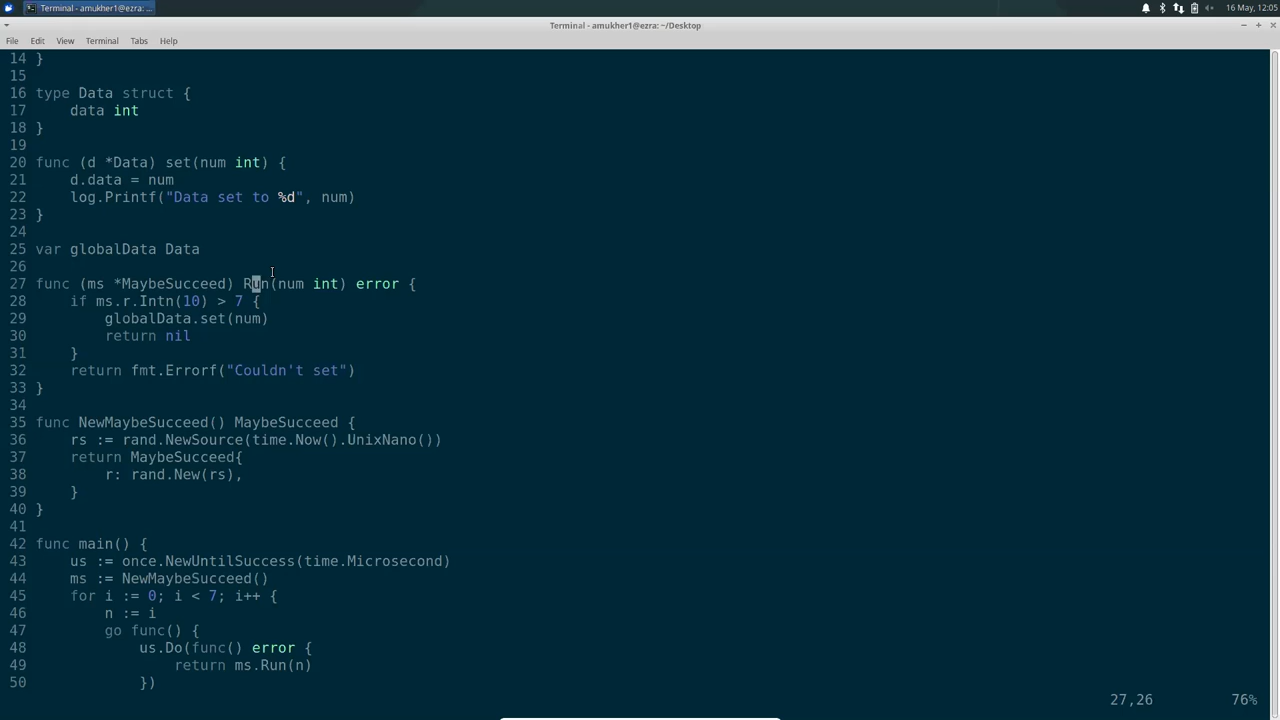 Terminal - amukher1@ezra: ...
16 May, 12:05
Terminal - amukher1@ezra: ~/Desktop
File Edit View Terminal Tabs Help
14 }
15
16 type Data struct {
17     data int
18 }
19
20 func (d *Data) set(num int) {
21     d.data = num
22     log.Printf("Data set to %d", num)
23 }
24
25 var globalData Data
26
27 func (ms *MaybeSucceed) Run(num int) error {
28     if ms.r.Intn(10) > 7 {
29         globalData.set(num)
30         return nil
31     }
32     return fmt.Errorf("Couldn't set")
33 }
34
35 func NewMaybeSucceed() MaybeSucceed {
36     rs := rand.NewSource(time.Now().UnixNano())
37     return MaybeSucceed{
38         r: rand.New(rs),
39     }
40 }
41
42 func main() {
43     us := once.NewUntilSuccess(time.Microsecond)
44     ms := NewMaybeSucceed()
45     for i := 0; i < 7; i++ {
46         n := i
47         go func() {
48             us.Do(func() error {
49                 return ms.Run(n)
50             })
27,26 76%